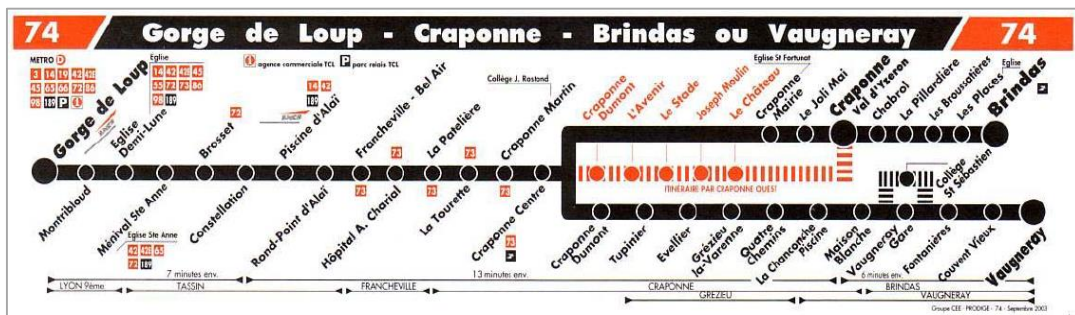 74 Gorge de Loup - Craponne - Brindas ou Vaugneray 74
METRO D
3 14 19 42 42E
45 65 66 72 86
98 189 P
Eglise
14 42 42E 45
55 72 73 86
98 189
agence commerciale TCL
P parc relais TCL
73
SNCF
14 42
189
Collège J. Rostand
Eglise St Fortunat
Eglise
Gorge de Loup
Montribloud
Eglise Demi-Lune
Ménival Ste Anne
Brosset
Constellation
Piscine d'Alaï
Rond-Point d'Alaï
Francheville - Bel Air
73
Hôpital A. Charial
73
La Patelière
73
La Tourette
73
Craponne Martin
73
Craponne Centre
73
Craponne Dumont
L'Avenir
Le Stade
Joseph Moulin
Le Château
Craponne Mairie
Le Joli Mai
Craponne
Val d'Yseron
Chabrol
La Pillardière
Les Broussatières
Les Places
Brindas
ITINÉRAIRE PAR CRAPONNE OUEST
Collège St Sébastien
Craponne Dumont
Tupinier
Evellier
Grézieu la-Varenne
Quatre Chemins
La Chanronche Piscine
Maison Blanche
Vaugneray Gare
Fontanières
Couvent Vieux
Vaugneray
Eglise Ste Anne
42 42E 65
72 189
7 minutes env.
13 minutes env.
6 minutes env.
LYON 9ème
TASSIN
FRANCHEVILLE
CRAPONNE
BRINDAS
GREZIEU
VAUGNERAY
Groupe CEE - PRODIGE - 74 - Septembre 2003